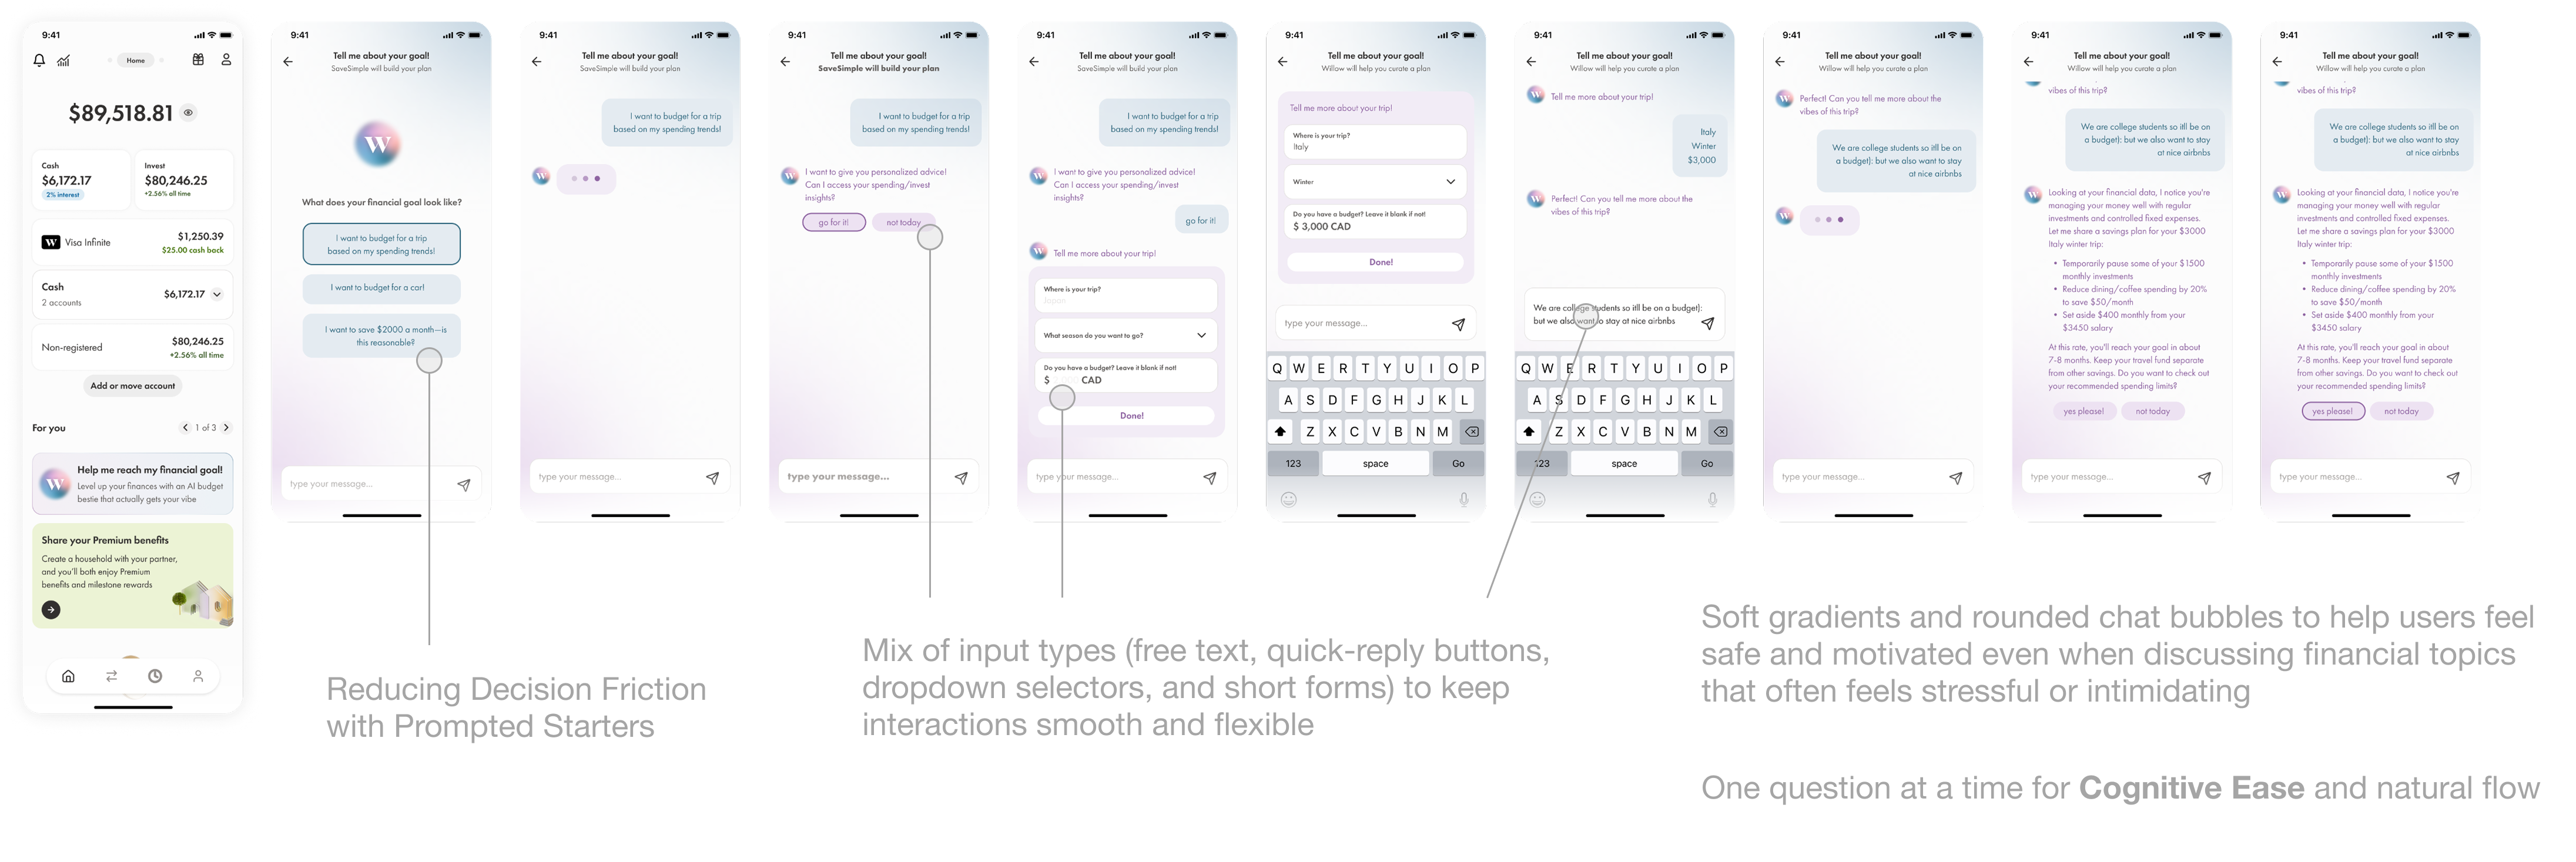 9:41
Home
$89,518.81
Cash
$6,172.17
2% interest
Invest
$80,246.25
+2.56% all time
W
Visa Infinite
$1,250.39
$25.00 cash back
Cash
2 accounts
$6,172.17
Non-registered
$80,246.25
+2.56% all time
Add or move account
For you
1 of 3
W
Help me reach my financial goal!
Level up your finances with an AI budget
bestie that actually gets your vibe
Share your Premium benefits
Create a household with your partner,
and you'll both enjoy Premium
benefits and milestone rewards
9:41
Tell me about your goal!
SaveSimple will build your plan
W
What does your financial goal look like?
I want to budget for a trip
based on my spending trends!
I want to budget for a car!
I want to save $2000 a month—is
this reasonable?
type your message...
9:41
Tell me about your goal!
SaveSimple will build your plan
I want to budget for a trip
based on my spending trends!
W
type your message...
9:41
Tell me about your goal!
SaveSimple will build your plan
I want to budget for a trip
based on my spending trends!
W
I want to give you personalized advice!
Can I access your spending/invest
insights?
go for it!
not today
type your message...
9:41
Tell me about your goal!
SaveSimple will build your plan
I want to budget for a trip
based on my spending trends!
W
I want to give you personalized advice!
Can I access your spending/invest
insights?
go for it!
W
Tell me more about your trip!
Where is your trip?
Japan
What season do you want to go?
Do you have a budget? Leave it blank if not!
$ CAD
Done!
type your message...
9:41
Tell me about your goal!
Willow will help you curate a plan
Tell me more about your trip!
Where is your trip?
Italy
Winter
Do you have a budget? Leave it blank if not!
$ 3,000 CAD
Done!
type your message...
Q W E R T Y U I O P
A S D F G H J K L
Z X C V B N M
123 space Go
9:41
Tell me about your goal!
Willow will help you curate a plan
W
Tell me more about your trip!
Italy
Winter
$3,000
W
Perfect! Can you tell me more about the
vibes of this trip?
We are college students so itll be on a budget):
but we also want to stay at nice airbnbs
Q W E R T Y U I O P
A S D F G H J K L
Z X C V B N M
123 space Go
9:41
Tell me about your goal!
Willow will help you curate a plan
W
Perfect! Can you tell me more about the
vibes of this trip?
We are college students so itll be on
a budget): but we also want to stay
at nice airbnbs
W
type your message...
9:41
Tell me about your goal!
Willow will help you curate a plan
vibes of this trip?
We are college students so itll be on
a budget): but we also want to stay
at nice airbnbs
W
Looking at your financial data, I notice you're
managing your money well with regular
investments and controlled fixed expenses.
Let me share a savings plan for your $3000
Italy winter trip:
• Temporarily pause some of your $1500
monthly investments
• Reduce dining/coffee spending by 20%
to save $50/month
• Set aside $400 monthly from your
$3450 salary
At this rate, you'll reach your goal in about
7-8 months. Keep your travel fund separate
from other savings. Do you want to check out
your recommended spending limits?
yes please!
not today
type your message...
9:41
Tell me about your goal!
Willow will help you curate a plan
vibes of this trip?
We are college students so itll be on
a budget): but we also want to stay
at nice airbnbs
W
Looking at your financial data, I notice you're
managing your money well with regular
investments and controlled fixed expenses.
Let me share a savings plan for your $3000
Italy winter trip:
• Temporarily pause some of your $1500
monthly investments
• Reduce dining/coffee spending by 20%
to save $50/month
• Set aside $400 monthly from your
$3450 salary
At this rate, you'll reach your goal in about
7-8 months. Keep your travel fund separate
from other savings. Do you want to check out
your recommended spending limits?
yes please!
not today
type your message...
Reducing Decision Friction
with Prompted Starters
Mix of input types (free text, quick-reply buttons,
dropdown selectors, and short forms) to keep
interactions smooth and flexible
Soft gradients and rounded chat bubbles to help users feel
safe and motivated even when discussing financial topics
that often feels stressful or intimidating
One question at a time for Cognitive Ease and natural flow